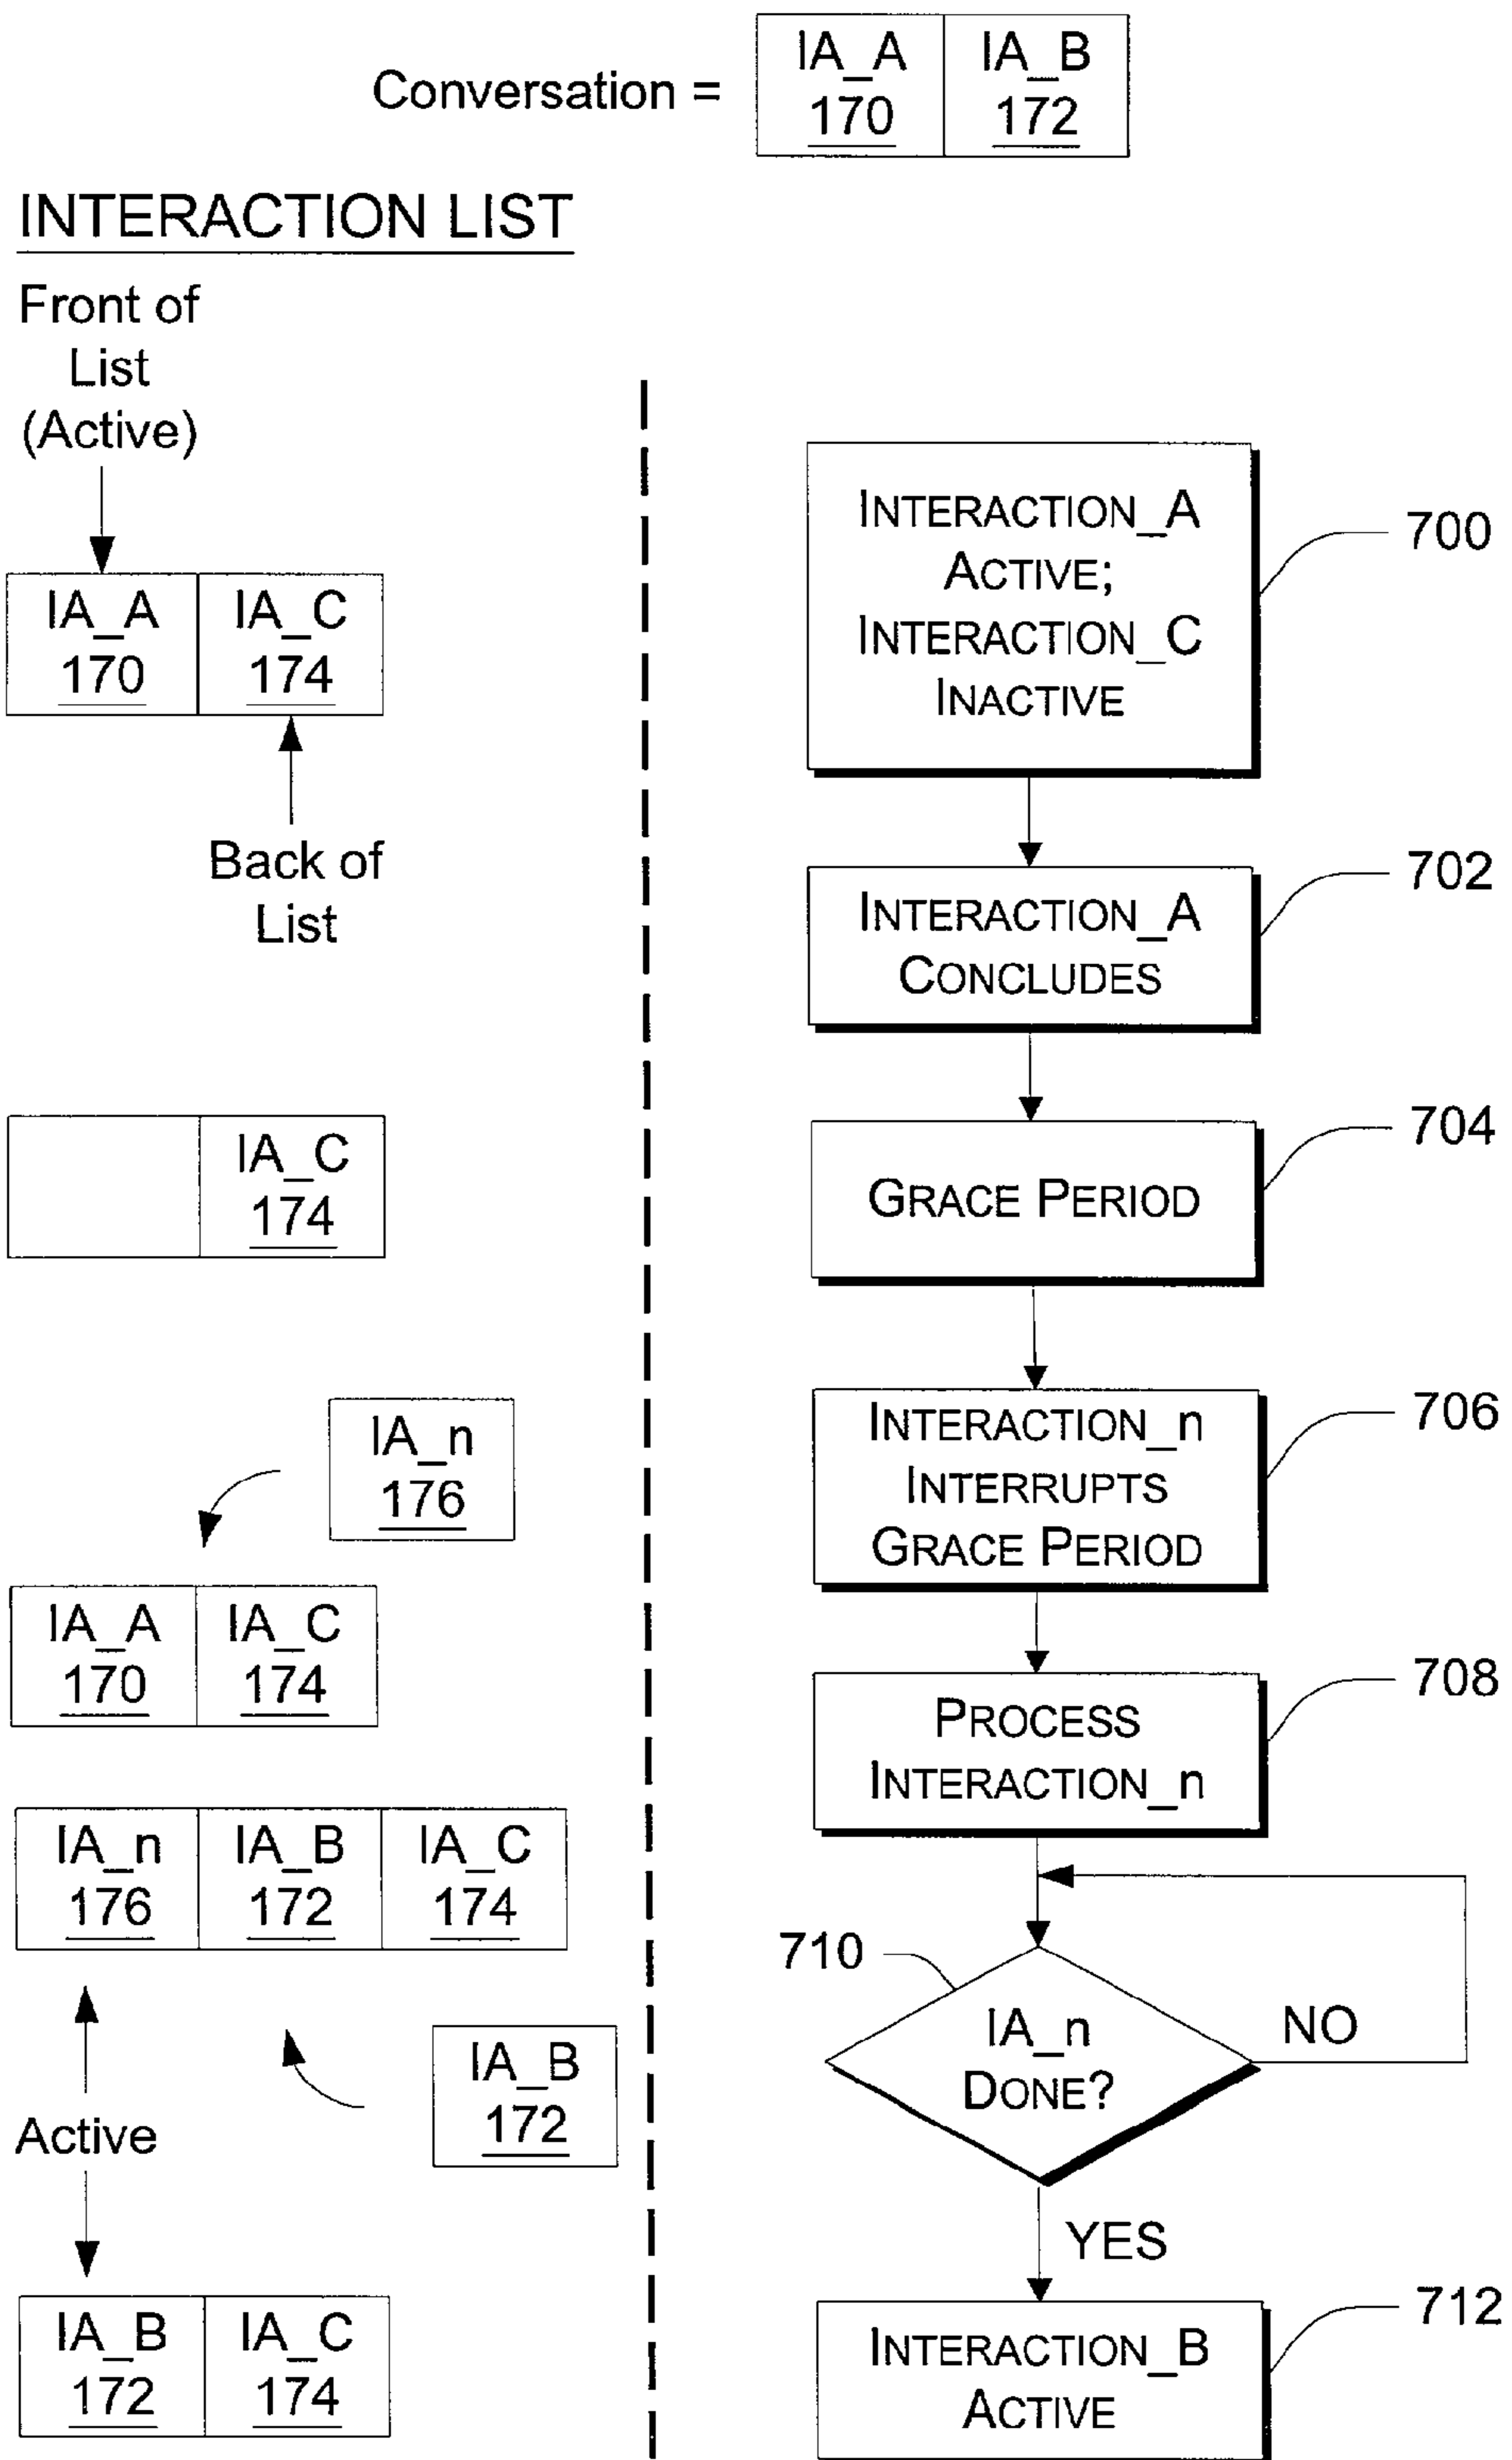 Conversation =
IA_A IA_B
170 172
INTERACTION LIST
Front of
List
(Active)
IA_A IA_C
170 174
Back of
List
IA_C
174
IA_n
176
IA_A IA_C
170 174
IA_n IA_B IA_C
176 172 174
IA_B
172
Active
IA_B IA_C
172 174
INTERACTION_A
ACTIVE;
INTERACTION_C
INACTIVE
700
INTERACTION_A
CONCLUDES
702
GRACE PERIOD
704
INTERACTION_n
INTERRUPTS
GRACE PERIOD
706
PROCESS
INTERACTION_n
708
710
IA_n
DONE?
NO
YES
INTERACTION_B
ACTIVE
712